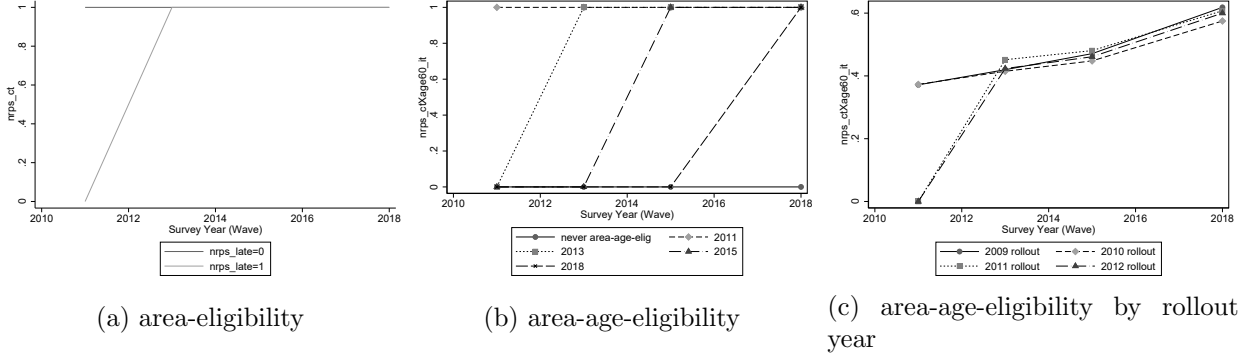 nrps_ct
1
.8
.6
.4
.2
0
2010 2012 2014 2016 2018
Survey Year (Wave)
nrps_late=0
nrps_late=1
(a) area-eligibility
nrps_ctXage60_it
1
.8
.6
.4
.2
0
2010 2012 2014 2016 2018
Survey Year (Wave)
never area-age-elig 2011
2013 2015
2018
(b) area-age-eligibility
nrps_ctXage60_it
.6
.4
.2
0
2010 2012 2014 2016 2018
Survey Year (Wave)
2009 rollout 2010 rollout
2011 rollout 2012 rollout
(c) area-age-eligibility by rollout
year